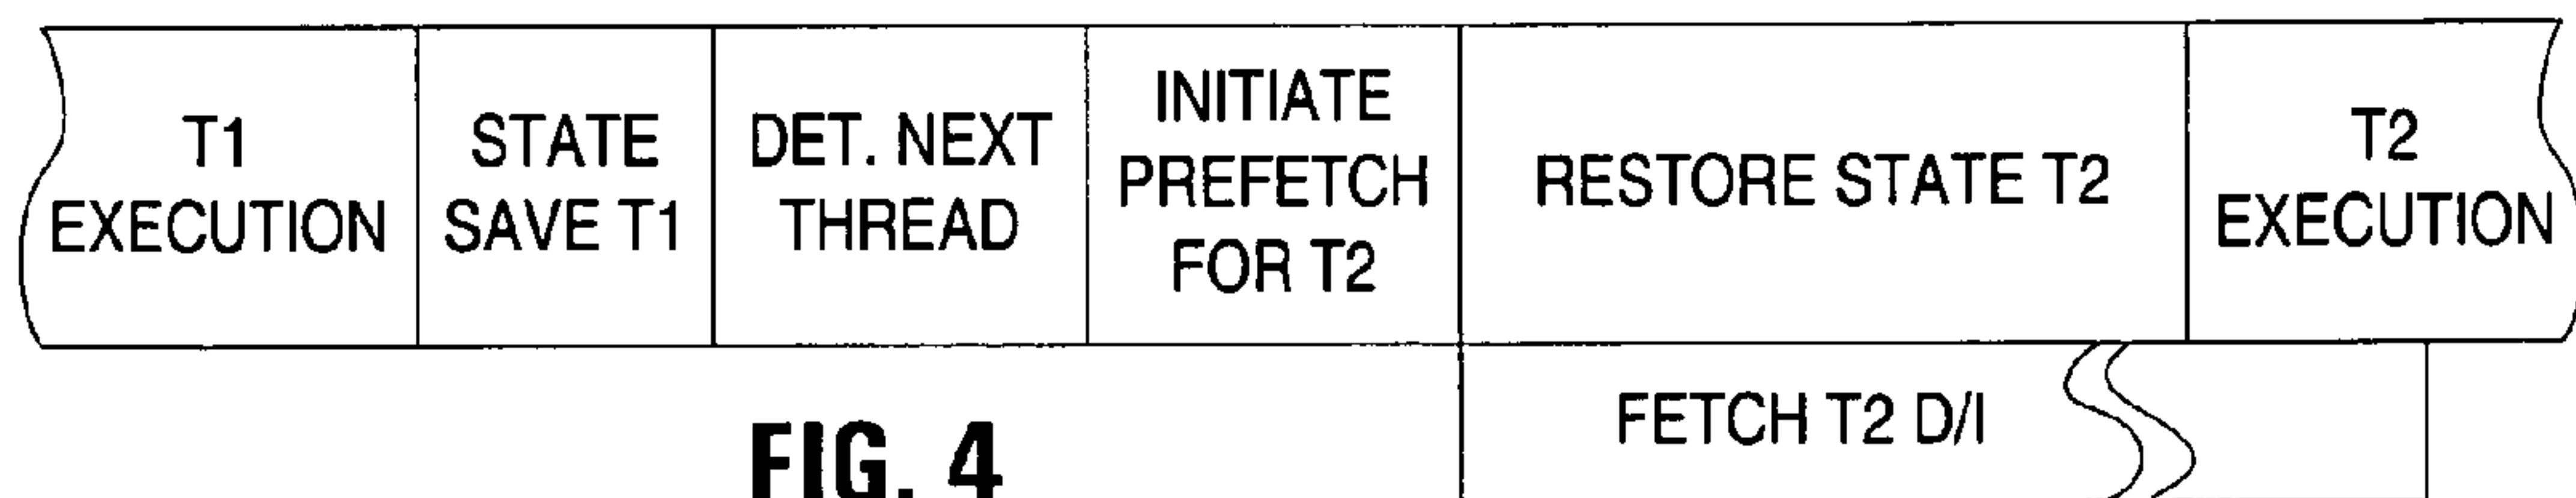 T1
EXECUTION
STATE
SAVE T1
DET. NEXT
THREAD
INITIATE
PREFETCH
FOR T2
RESTORE STATE T2
T2
EXECUTION
FETCH T2 D/I
FIG. 4